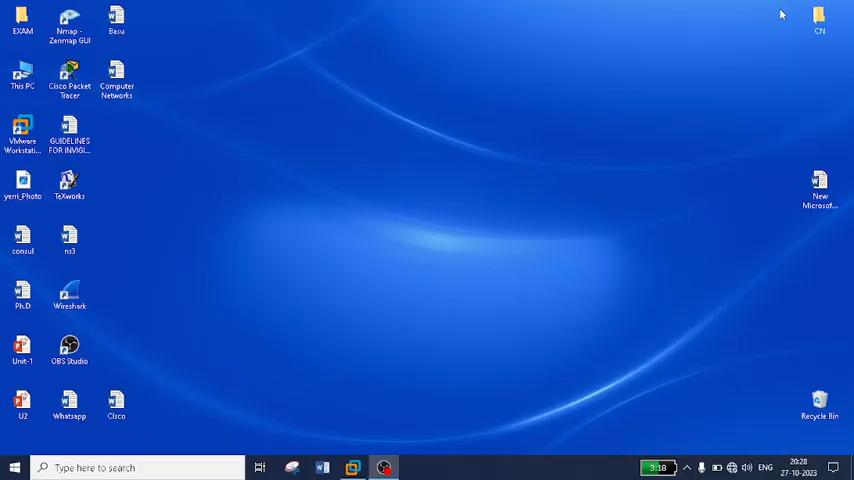 EXAM
Nmap -
Zenmap GUI
Basu
CN
This PC
Cisco Packet
Tracer
Computer
Networks
VMware
Workstati...
GUIDELINES
FOR INVIGI...
yerri_Photo
TeXworks
New
Microsof...
consul
ns3
Ph.D
Wireshark
Unit-1
OBS Studio
U2
Whatsapp
CIsco
Recycle Bin
Type here to search
3:18
ENG
20:28
27-10-2023